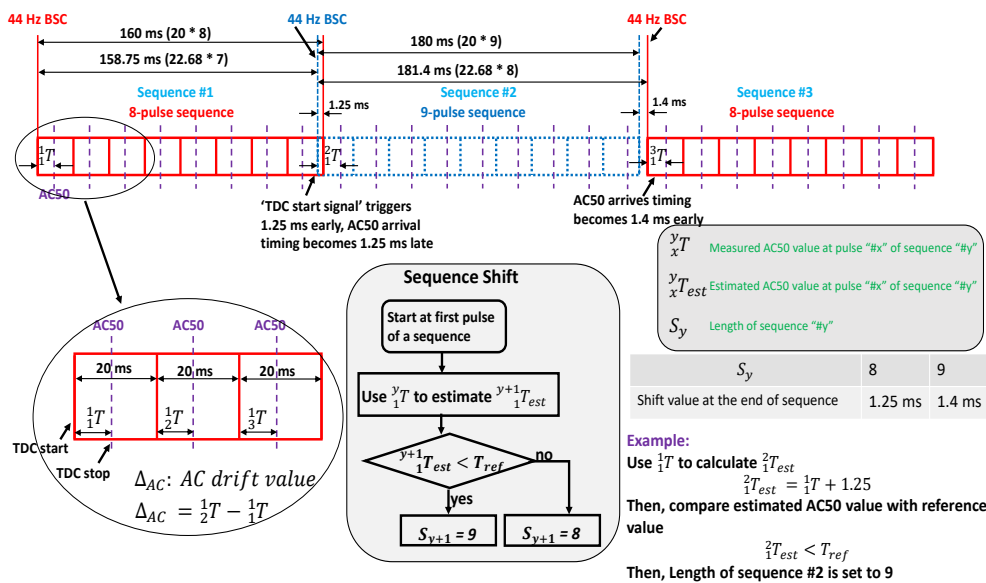 44 Hz BSC
44 Hz BSC
44 Hz BSC
160 ms (20 * 8)
180 ms (20 * 9)
158.75 ms (22.68 * 7)
181.4 ms (22.68 * 8)
Sequence #1
8-pulse sequence
1.25 ms
Sequence #2
9-pulse sequence
1.4 ms
Sequence #3
8-pulse sequence
¹₁T
²₁T
³₁T
AC50
'TDC start signal' triggers
1.25 ms early, AC50 arrival
timing becomes 1.25 ms late
AC50 arrives timing
becomes 1.4 ms early
ʸₓT Measured AC50 value at pulse "#x" of sequence "#y"
ʸₓT_est Estimated AC50 value at pulse "#x" of sequence "#y"
S_y Length of sequence "#y"
S_y 8 9
Shift value at the end of sequence 1.25 ms 1.4 ms
Sequence Shift
Start at first pulse
of a sequence
Use ʸ₁T to estimate ʸ⁺¹₁T_est
ʸ⁺¹₁T_est < T_ref
no
yes
S_y+1 = 9
S_y+1 = 8
AC50 AC50 AC50
20 ms 20 ms 20 ms
¹₁T ¹₂T ¹₃T
TDC start
TDC stop
Δ_AC: AC drift value
Δ_AC = ¹₂T − ¹₁T
Example:
Use ¹₁T to calculate ²₁T_est
²₁T_est = ¹₁T + 1.25
Then, compare estimated AC50 value with reference
value
²₁T_est < T_ref
Then, Length of sequence #2 is set to 9